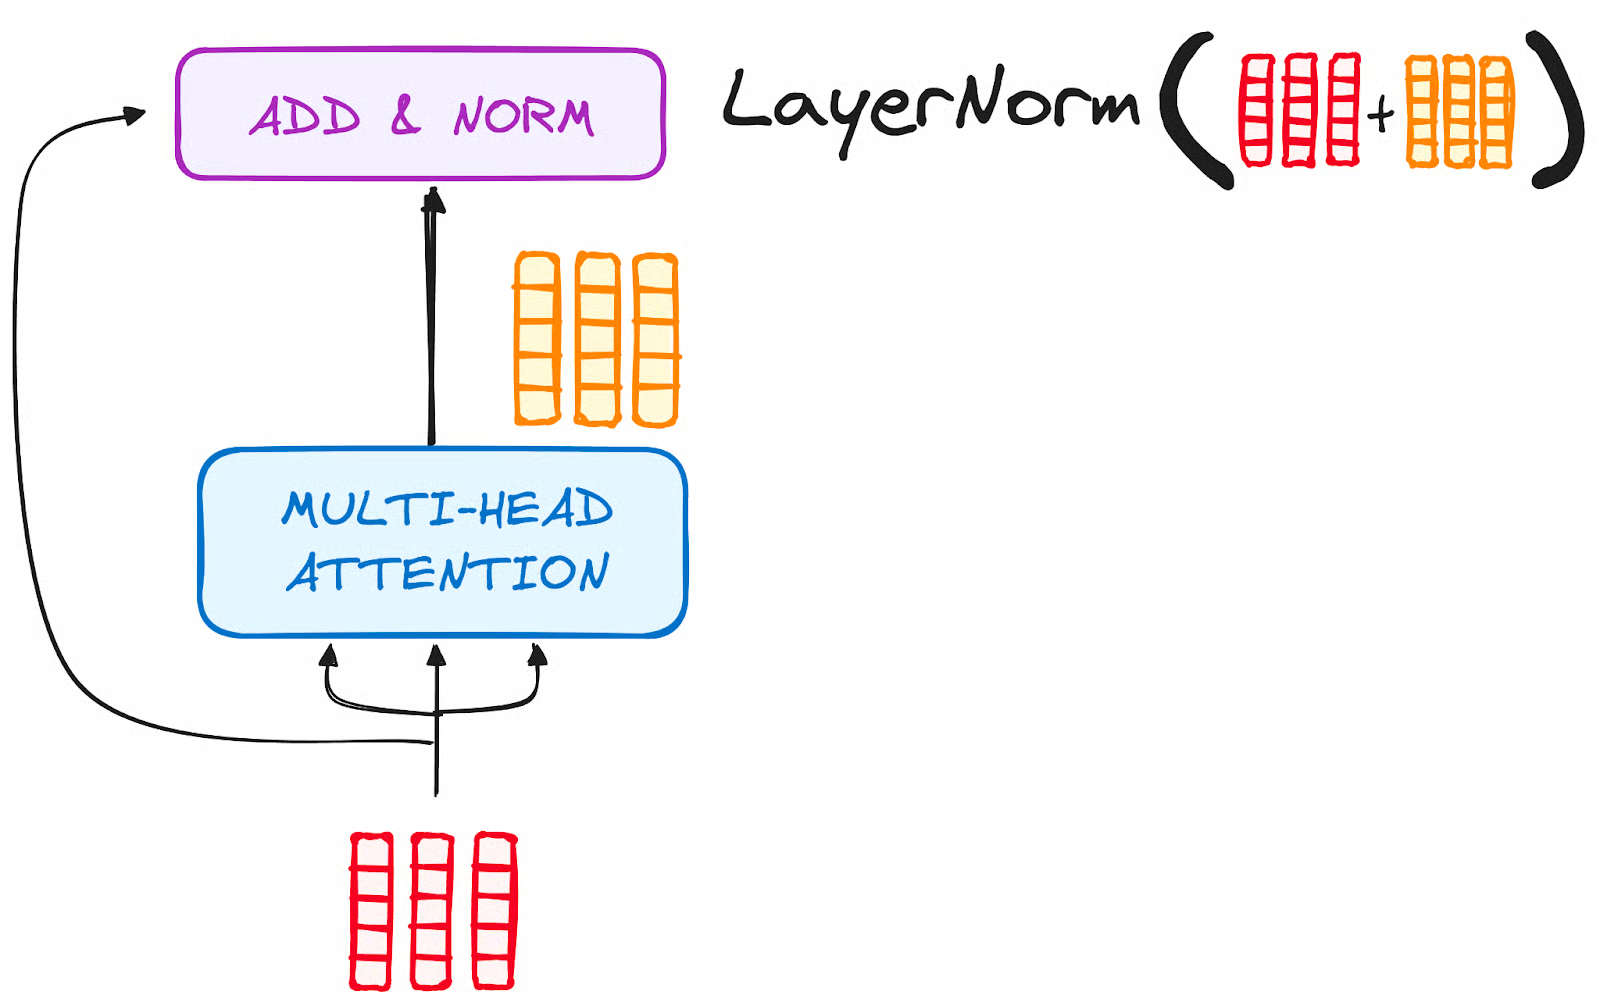 ADD & NORM
LayerNorm ( + )
MULTI-HEAD
ATTENTION